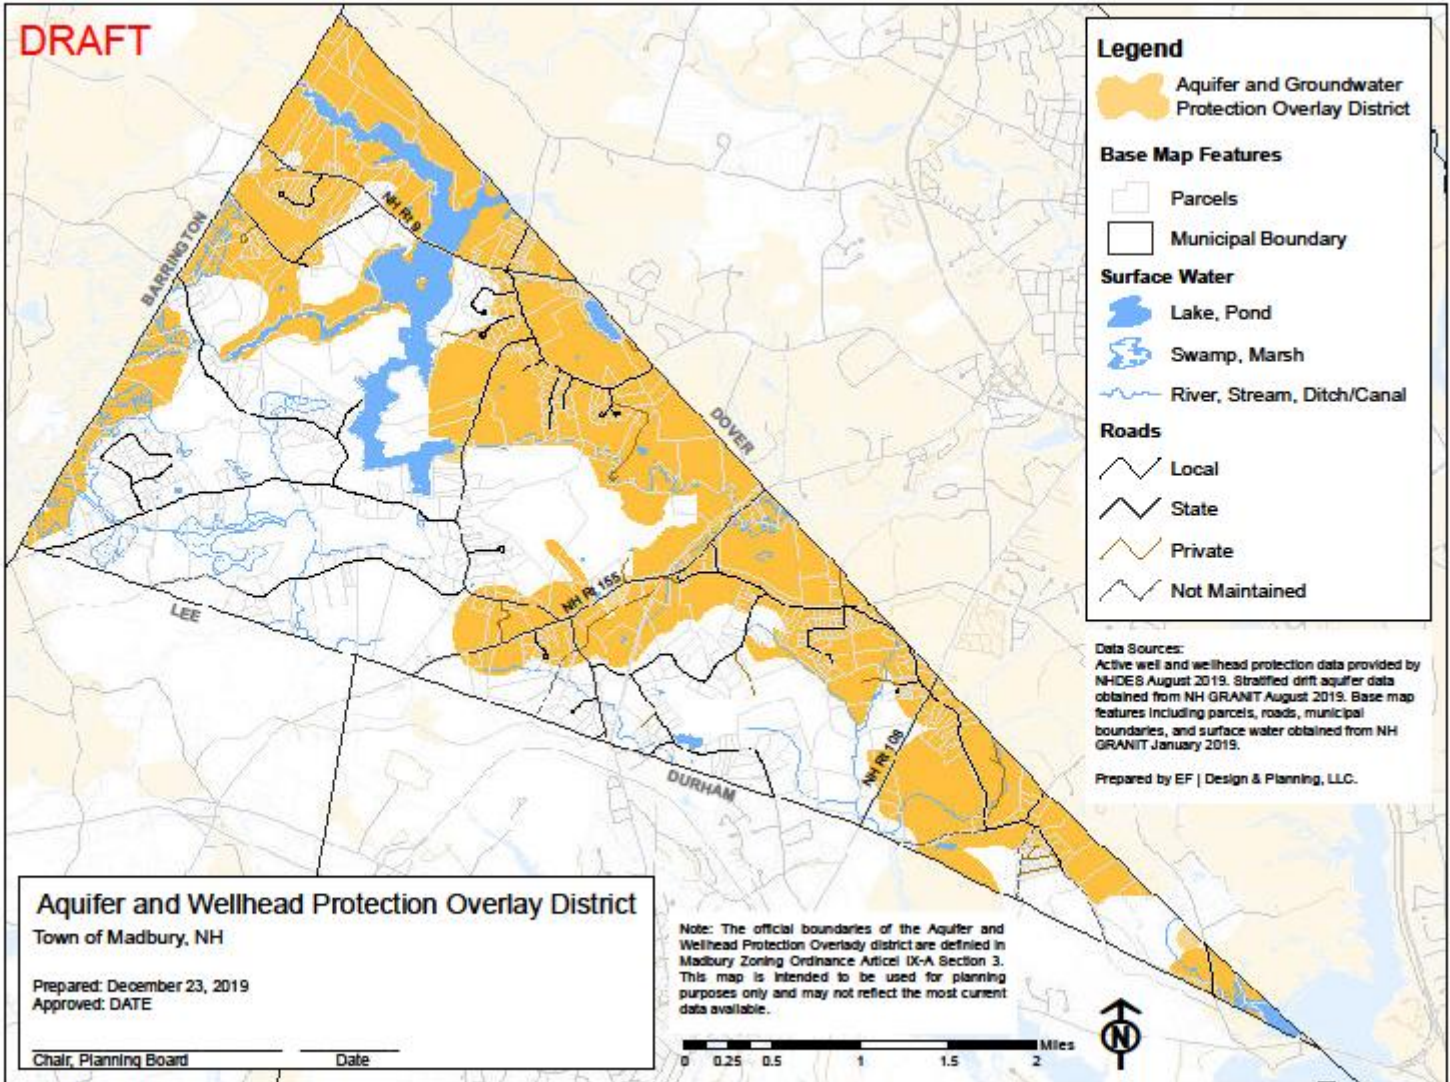 DRAFT
BARRINGTON
NH Rt 9
DOVER
NH Rt 155
LEE
DURHAM
NH Rt 108
Legend
Aquifer and Groundwater
Protection Overlay District
Base Map Features
Parcels
Municipal Boundary
Surface Water
Lake, Pond
Swamp, Marsh
River, Stream, Ditch/Canal
Roads
Local
State
Private
Not Maintained
Data Sources:
Active well and wellhead protection data provided by
NHDES August 2019. Stratified drift aquifer data
obtained from NH GRANIT August 2019. Base map
features including parcels, roads, municipal
boundaries, and surface water obtained from NH
GRANIT January 2019.
Prepared by EF | Design & Planning, LLC.
Aquifer and Wellhead Protection Overlay District
Town of Madbury, NH
Prepared: December 23, 2019
Approved: DATE
Chair, Planning Board Date
Note: The official boundaries of the Aquifer and
Wellhead Protection Overlady district are definied in
Madbury Zoning Ordinance Articel IX-A Section 3.
This map is intended to be used for planning
purposes only and may not reflect the most current
data available.
Miles
0 0.25 0.5 1 1.5 2
N